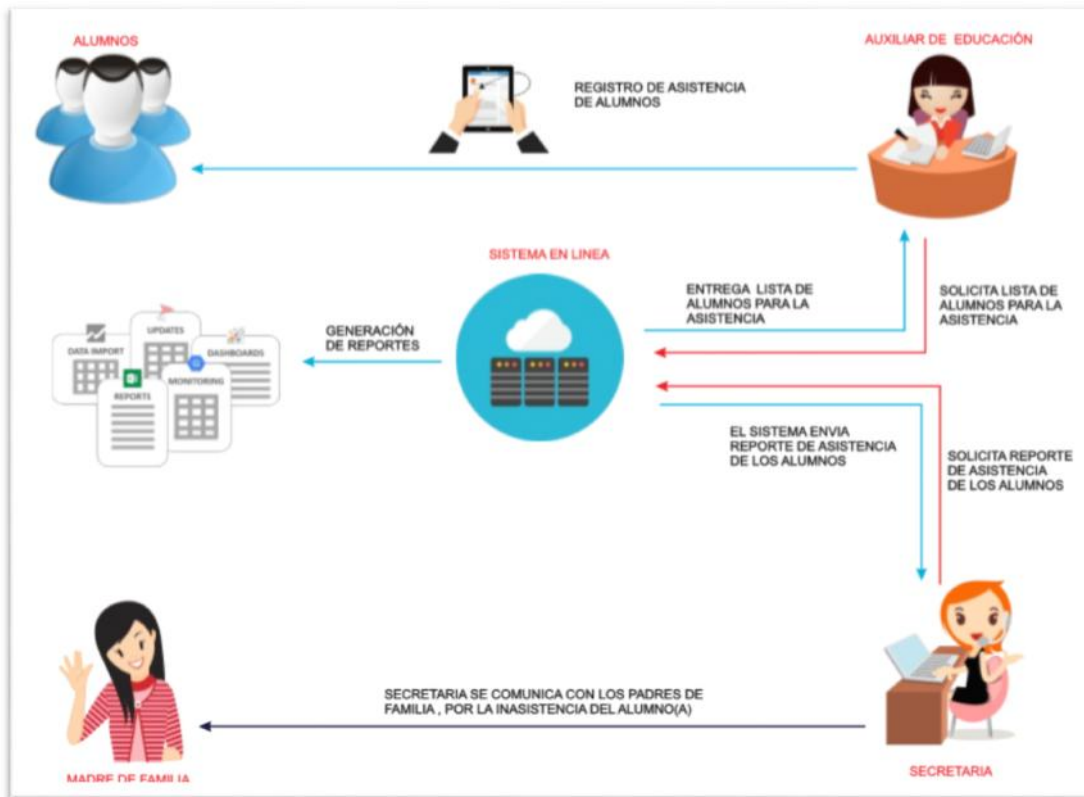 ALUMNOS
AUXILIAR DE EDUCACIÓN
REGISTRO DE ASISTENCIA
DE ALUMNOS
SISTEMA EN LINEA
ENTREGA LISTA DE
ALUMNOS PARA LA
ASISTENCIA
SOLICITA LISTA DE
ALUMNOS PARA LA
ASISTENCIA
GENERACIÓN
DE REPORTES
UPDATES
DATA IMPORT
DASHBOARDS
MONITORING
REPORTS
EL SISTEMA ENVIA
REPORTE DE ASISTENCIA
DE LOS ALUMNOS
SOLICITA REPORTE
DE ASISTENCIA
DE LOS ALUMNOS
SECRETARIA SE COMUNICA CON LOS PADRES DE
FAMILIA , POR LA INASISTENCIA DEL ALUMNO(A)
MADRE DE FAMILIA
SECRETARIA